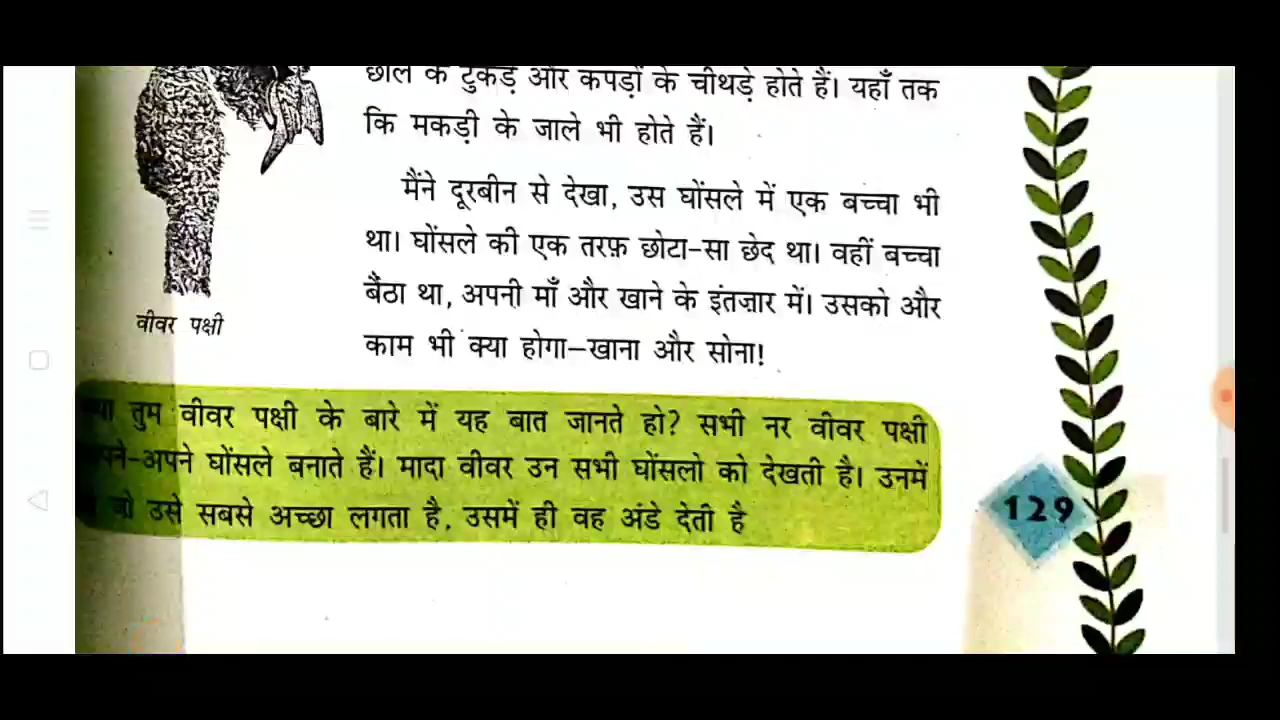 छाल के टुकड़े और कपड़ों के चीथड़े होते हैं। यहाँ तक
कि मकड़ी के जाले भी होते हैं।
मैंने दूरबीन से देखा, उस घोंसले में एक बच्चा भी
था। घोंसले की एक तरफ़ छोटा-सा छेद था। वहीं बच्चा
बैंठा था, अपनी माँ और खाने के इंतज़ार में। उसको और
काम भी क्या होगा–खाना और सोना!
वीवर पक्षी
तुम वीवर पक्षी के बारे में यह बात जानते हो? सभी नर वीवर पक्षी
अपने घोंसले बनाते हैं। मादा वीवर उन सभी घोंसलो को देखती है। उनमें
जो उसे सबसे अच्छा लगता है, उसमें ही वह अंडे देती है
129